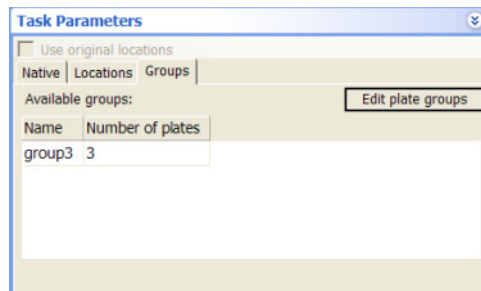 Task Parameters
Use original locations
Native Locations Groups
Available groups: Edit plate groups
Name Number of plates
group3 3